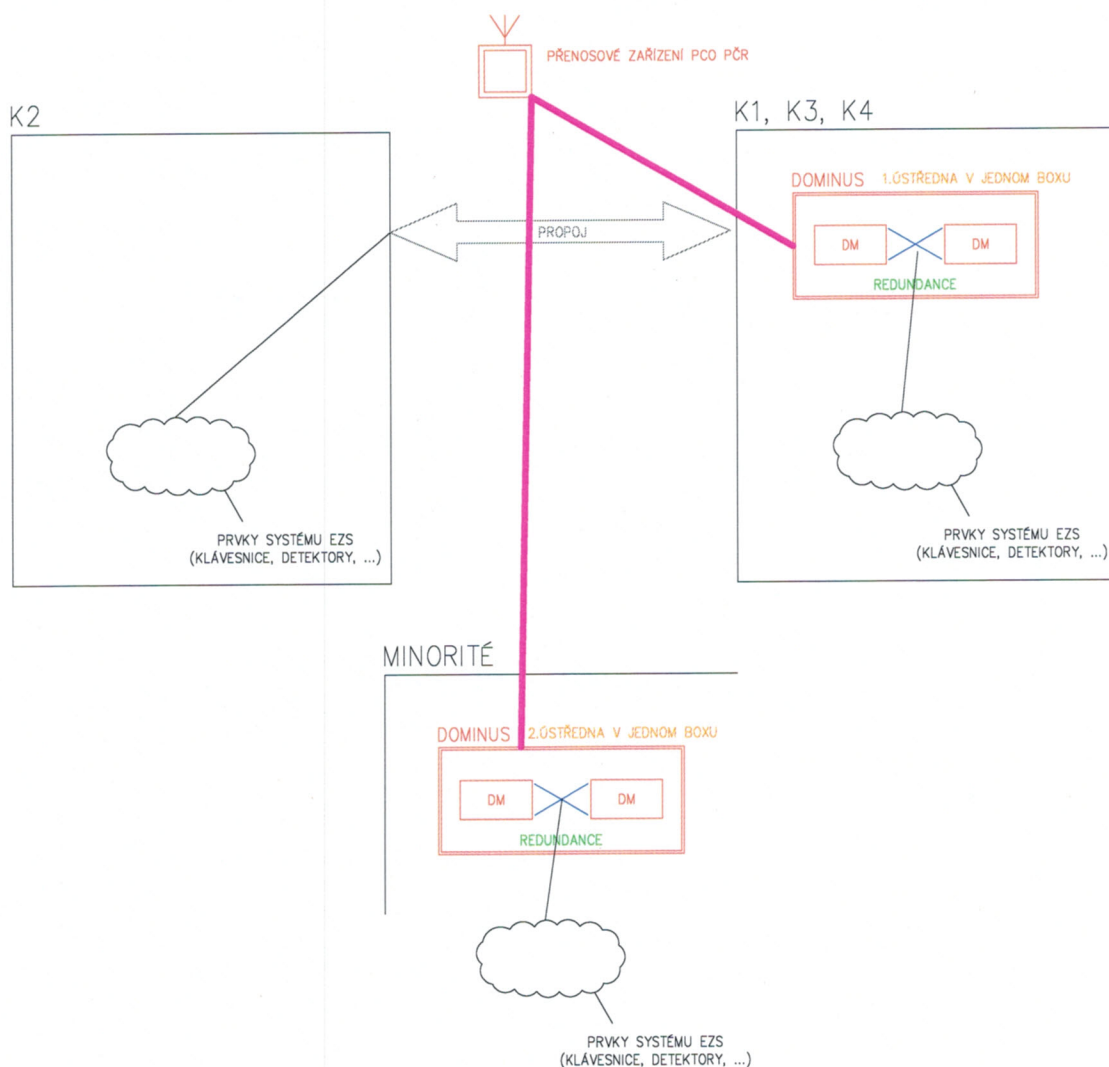 PŘENOSOVÉ ZAŘÍZENÍ PCO PČR
K2
K1, K3, K4
DOMINUS 1.ÚSTŘEDNA V JEDNOM BOXU
PROPOJ
DM DM
REDUNDANCE
PRVKY SYSTÉMU EZS
(KLÁVESNICE, DETEKTORY, ...)
PRVKY SYSTÉMU EZS
(KLÁVESNICE, DETEKTORY, ...)
MINORITÉ
DOMINUS 2.ÚSTŘEDNA V JEDNOM BOXU
DM DM
REDUNDANCE
PRVKY SYSTÉMU EZS
(KLÁVESNICE, DETEKTORY, ...)